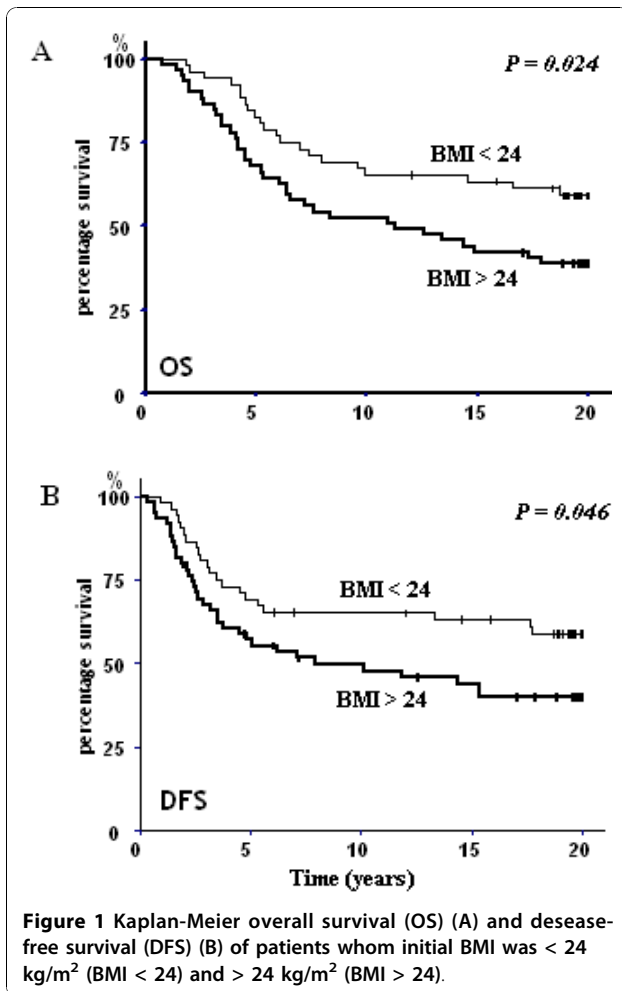 A
%
P = 0.024
100
75
50
25
0
percentage survival
BMI < 24
BMI > 24
OS
0 5 10 15 20
B
%
P = 0.046
100
75
50
25
0
percentage survival
BMI < 24
BMI > 24
DFS
0 5 10 15 20
Time (years)
Figure 1 Kaplan-Meier overall survival (OS) (A) and desease-
free survival (DFS) (B) of patients whom initial BMI was < 24
kg/m² (BMI < 24) and > 24 kg/m² (BMI > 24).